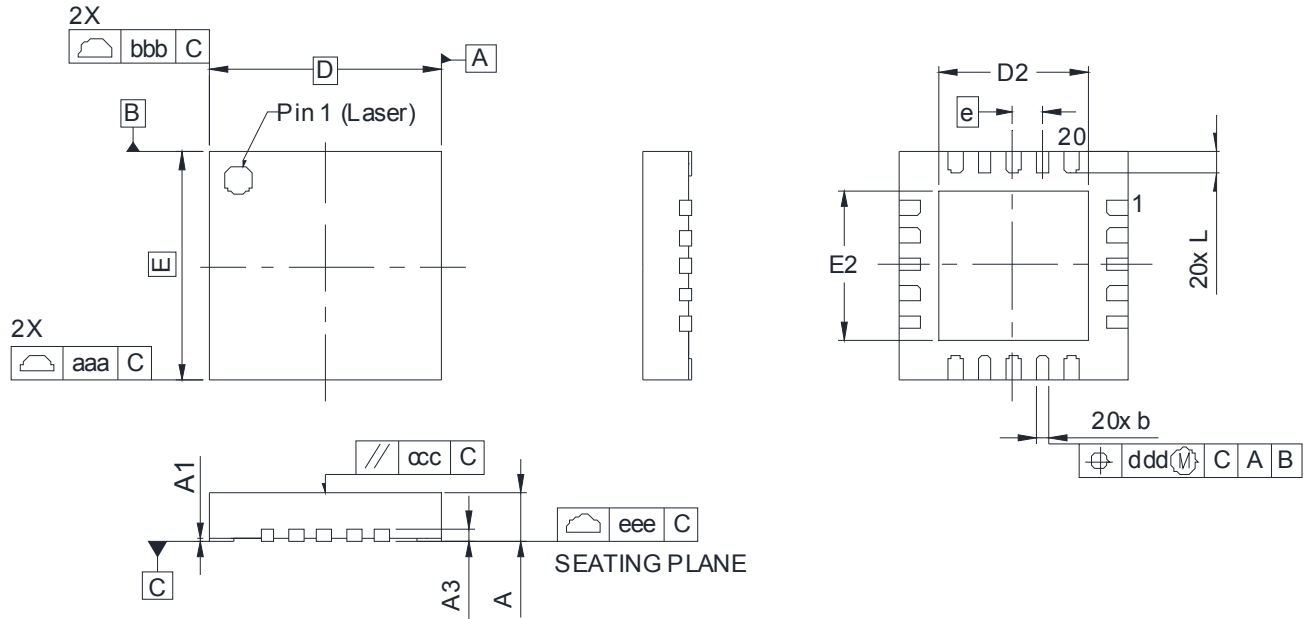 2X
bbb C
D
A
B
Pin 1 (Laser)
E
2X
aaa C
D2
e
20
1
E2
20x L
20x b
ddd M C A B
// ccc C
A1
C
A3
A
eee C
SEATING PLANE